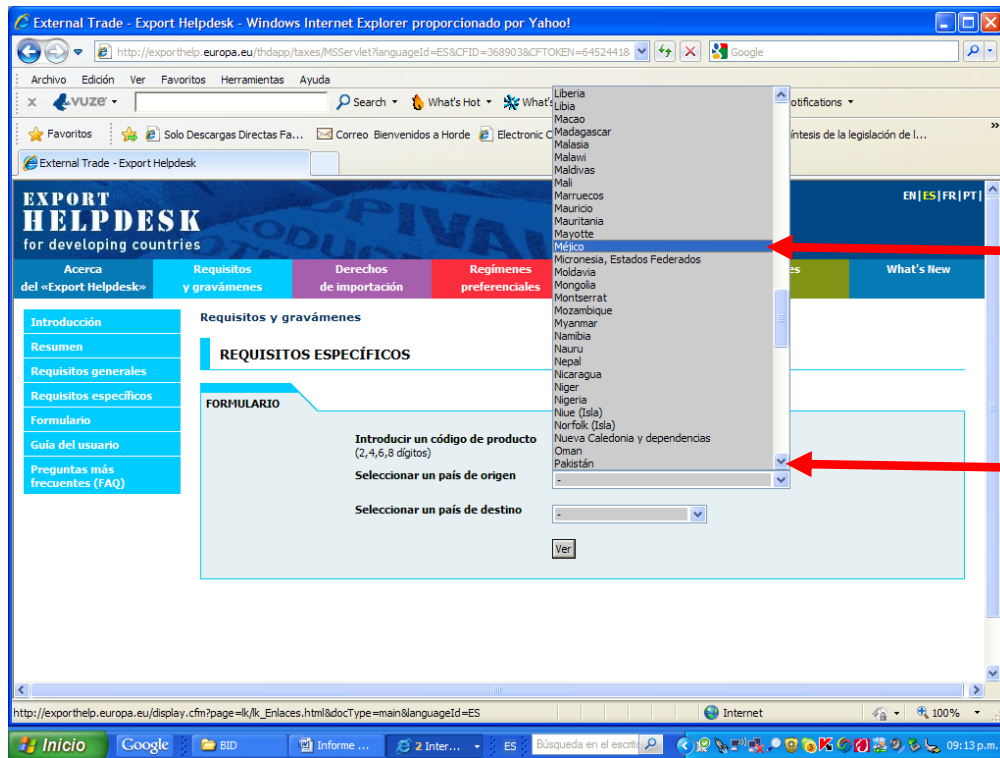 External Trade - Export Helpdesk - Windows Internet Explorer proporcionado por Yahoo!
http://exporthelp.europa.eu/thdapp/taxes/MSServlet?languageId=ES&CFID=368903&CFTOKEN=64524418
Google
Archivo Edición Ver Favoritos Herramientas Ayuda
x vuze Search What's Hot What's otifications
Favoritos Solo Descargas Directas Fa... Correo Bienvenidos a Horde Electronic C íntesis de la legislación de l... »
External Trade - Export Helpdesk
EXPORT
HELPDESK
for developing countries
EN|ES|FR|PT|
Acerca
del «Export Helpdesk»
Requisitos
y gravámenes
Derechos
de importación
Regímenes
preferenciales
es
What's New
Introducción
Resumen
Requisitos generales
Requisitos específicos
Formulario
Guía del usuario
Preguntas más
frecuentes (FAQ)
Requisitos y gravámenes
REQUISITOS ESPECÍFICOS
FORMULARIO
Introducir un código de producto
(2,4,6,8 dígitos)
Seleccionar un país de origen
-
Seleccionar un país de destino
-
Ver
Liberia
Libia
Macao
Madagascar
Malasia
Malawi
Maldivas
Mali
Marruecos
Mauricio
Mauritania
Mayotte
Méjico
Micronesia, Estados Federados
Moldavia
Mongolia
Montserrat
Mozambique
Myanmar
Namibia
Nauru
Nepal
Nicaragua
Niger
Nigeria
Niue (Isla)
Norfolk (Isla)
Nueva Caledonia y dependencias
Oman
Pakistán
http://exporthelp.europa.eu/display.cfm?page=lk/lk_Enlaces.html&docType=main&languageId=ES
Internet
100%
Inicio Google BID Informe ... 2 Inter... ES Búsqueda en el escrito 09:13 p.m.